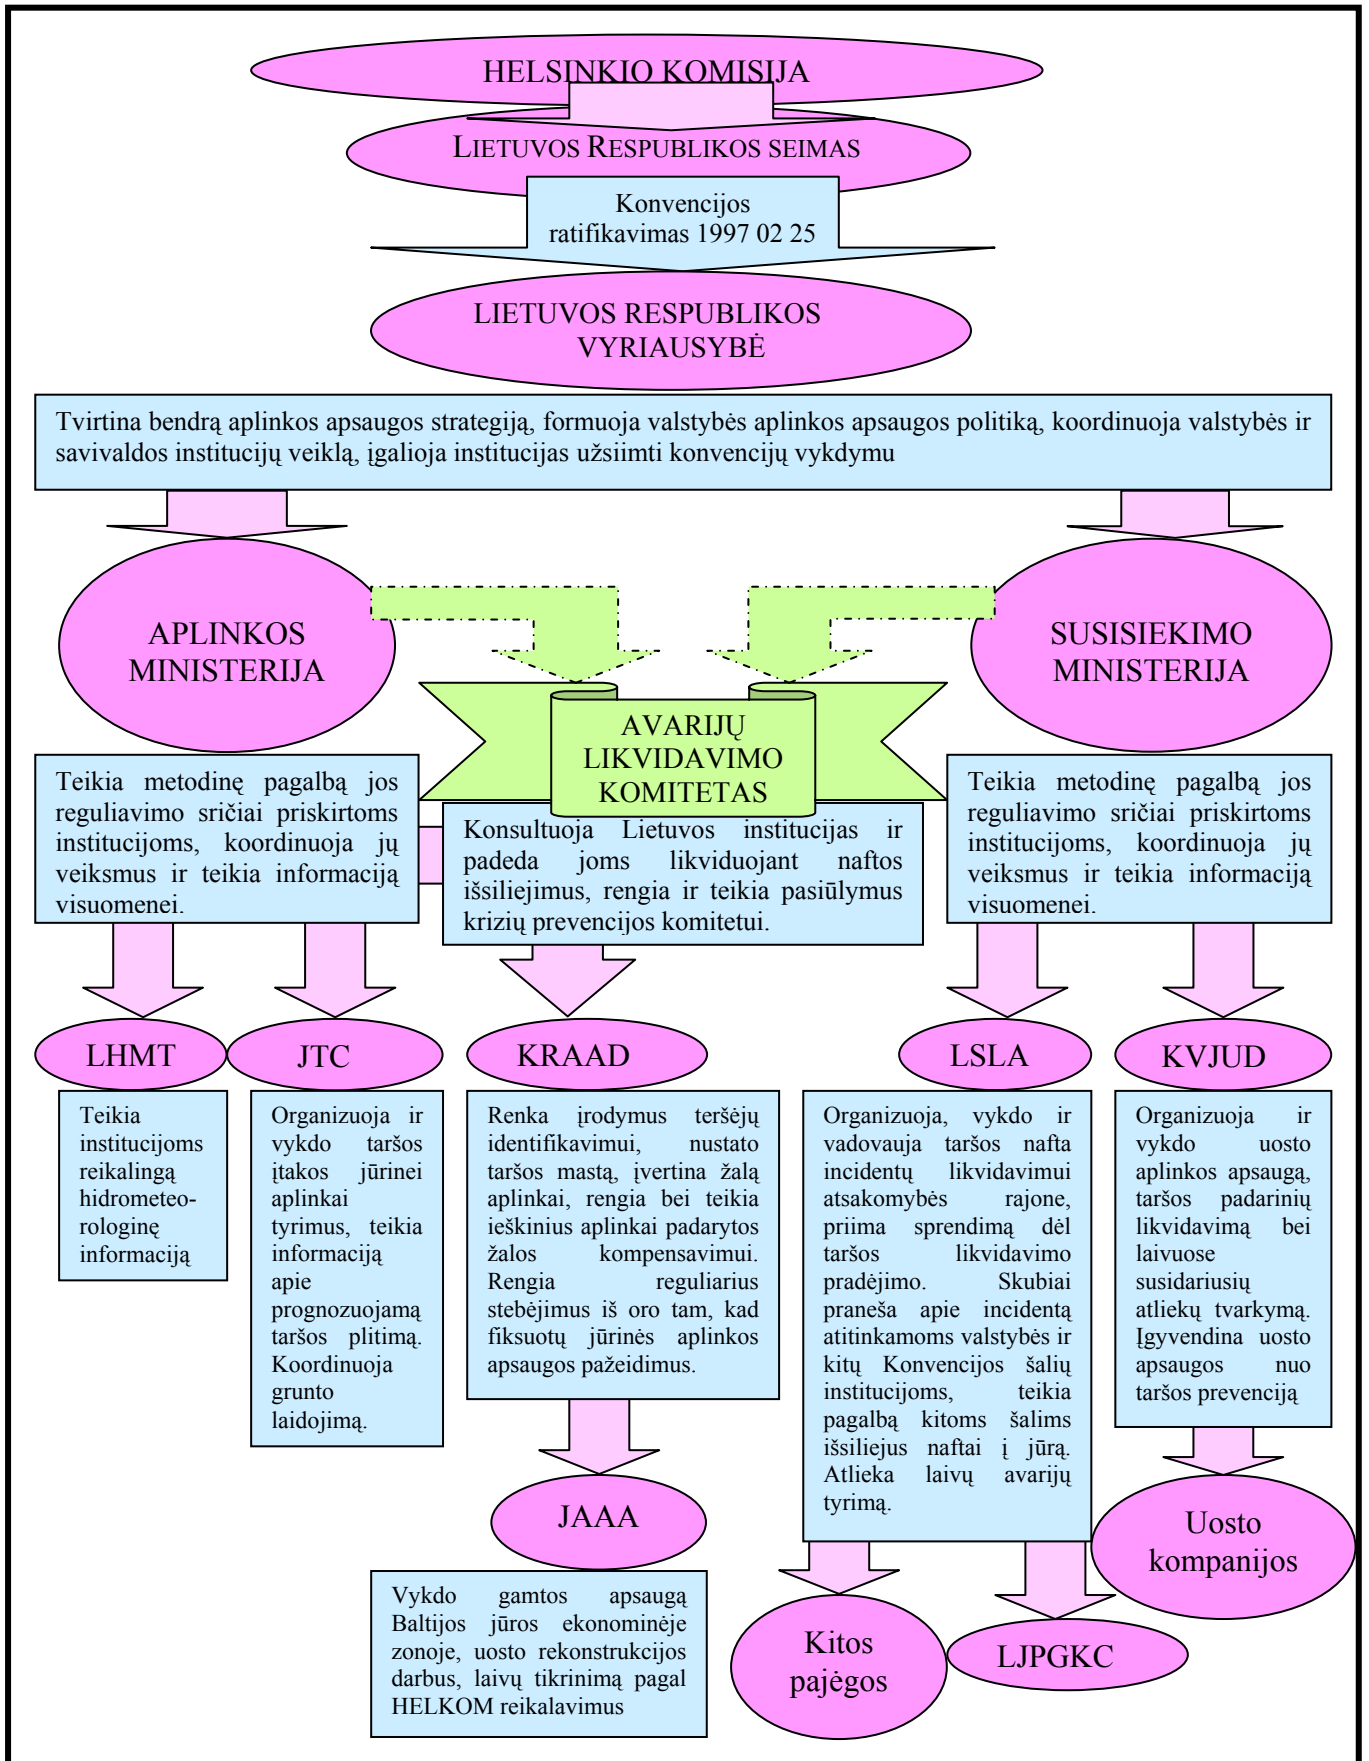 HELSINKIO KOMISIJA
LIETUVOS RESPUBLIKOS SEIMAS
Konvencijos
ratifikavimas 1997 02 25
LIETUVOS RESPUBLIKOS
VYRIAUSYBĖ
Tvirtina bendrą aplinkos apsaugos strategiją, formuoja valstybės aplinkos apsaugos politiką, koordinuoja valstybės ir
savivaldos institucijų veiklą, įgalioja institucijas užsiimti konvencijų vykdymu
APLINKOS
MINISTERIJA
SUSISIEKIMO
MINISTERIJA
AVARIJŲ
LIKVIDAVIMO
KOMITETAS
Teikia metodinę pagalbą jos
reguliavimo sričiai priskirtoms
institucijoms, koordinuoja jų
veiksmus ir teikia informaciją
visuomenei.
Konsultuoja Lietuvos institucijas ir
padeda joms likviduojant naftos
išsiliejimus, rengia ir teikia pasiūlymus
krizių prevencijos komitetui.
Teikia metodinę pagalbą jos
reguliavimo sričiai priskirtoms
institucijoms, koordinuoja jų
veiksmus ir teikia informaciją
visuomenei.
LHMT
JTC
KRAAD
LSLA
KVJUD
Teikia
institucijoms
reikalingą
hidrometeo-
rologinę
informaciją
Organizuoja ir
vykdo taršos
įtakos jūrinei
aplinkai
tyrimus, teikia
informaciją
apie
prognozuojamą
taršos plitimą.
Koordinuoja
grunto
laidojimą.
Renka įrodymus teršėjų
identifikavimui, nustato
taršos mastą, įvertina žalą
aplinkai, rengia bei teikia
ieškinius aplinkai padarytos
žalos kompensavimui.
Rengia reguliarius
stebėjimus iš oro tam, kad
fiksuotų jūrinės aplinkos
apsaugos pažeidimus.
Organizuoja, vykdo ir
vadovauja taršos nafta
incidentų likvidavimui
atsakomybės rajone,
priima sprendimą dėl
taršos likvidavimo
pradėjimo. Skubiai
praneša apie incidentą
atitinkamoms valstybės ir
kitų Konvencijos šalių
institucijoms, teikia
pagalbą kitoms šalims
išsiliejus naftai į jūrą.
Atlieka laivų avarijų
tyrimą.
Organizuoja ir
vykdo uosto
aplinkos apsaugą,
taršos padarinių
likvidavimą bei
laivuose
susidariusių
atliekų tvarkymą.
Įgyvendina uosto
apsaugos nuo
taršos prevenciją
JAAA
Uosto
kompanijos
Vykdo gamtos apsaugą
Baltijos jūros ekonominėje
zonoje, uosto rekonstrukcijos
darbus, laivų tikrinimą pagal
HELKOM reikalavimus
Kitos
pajėgos
LJPGKC